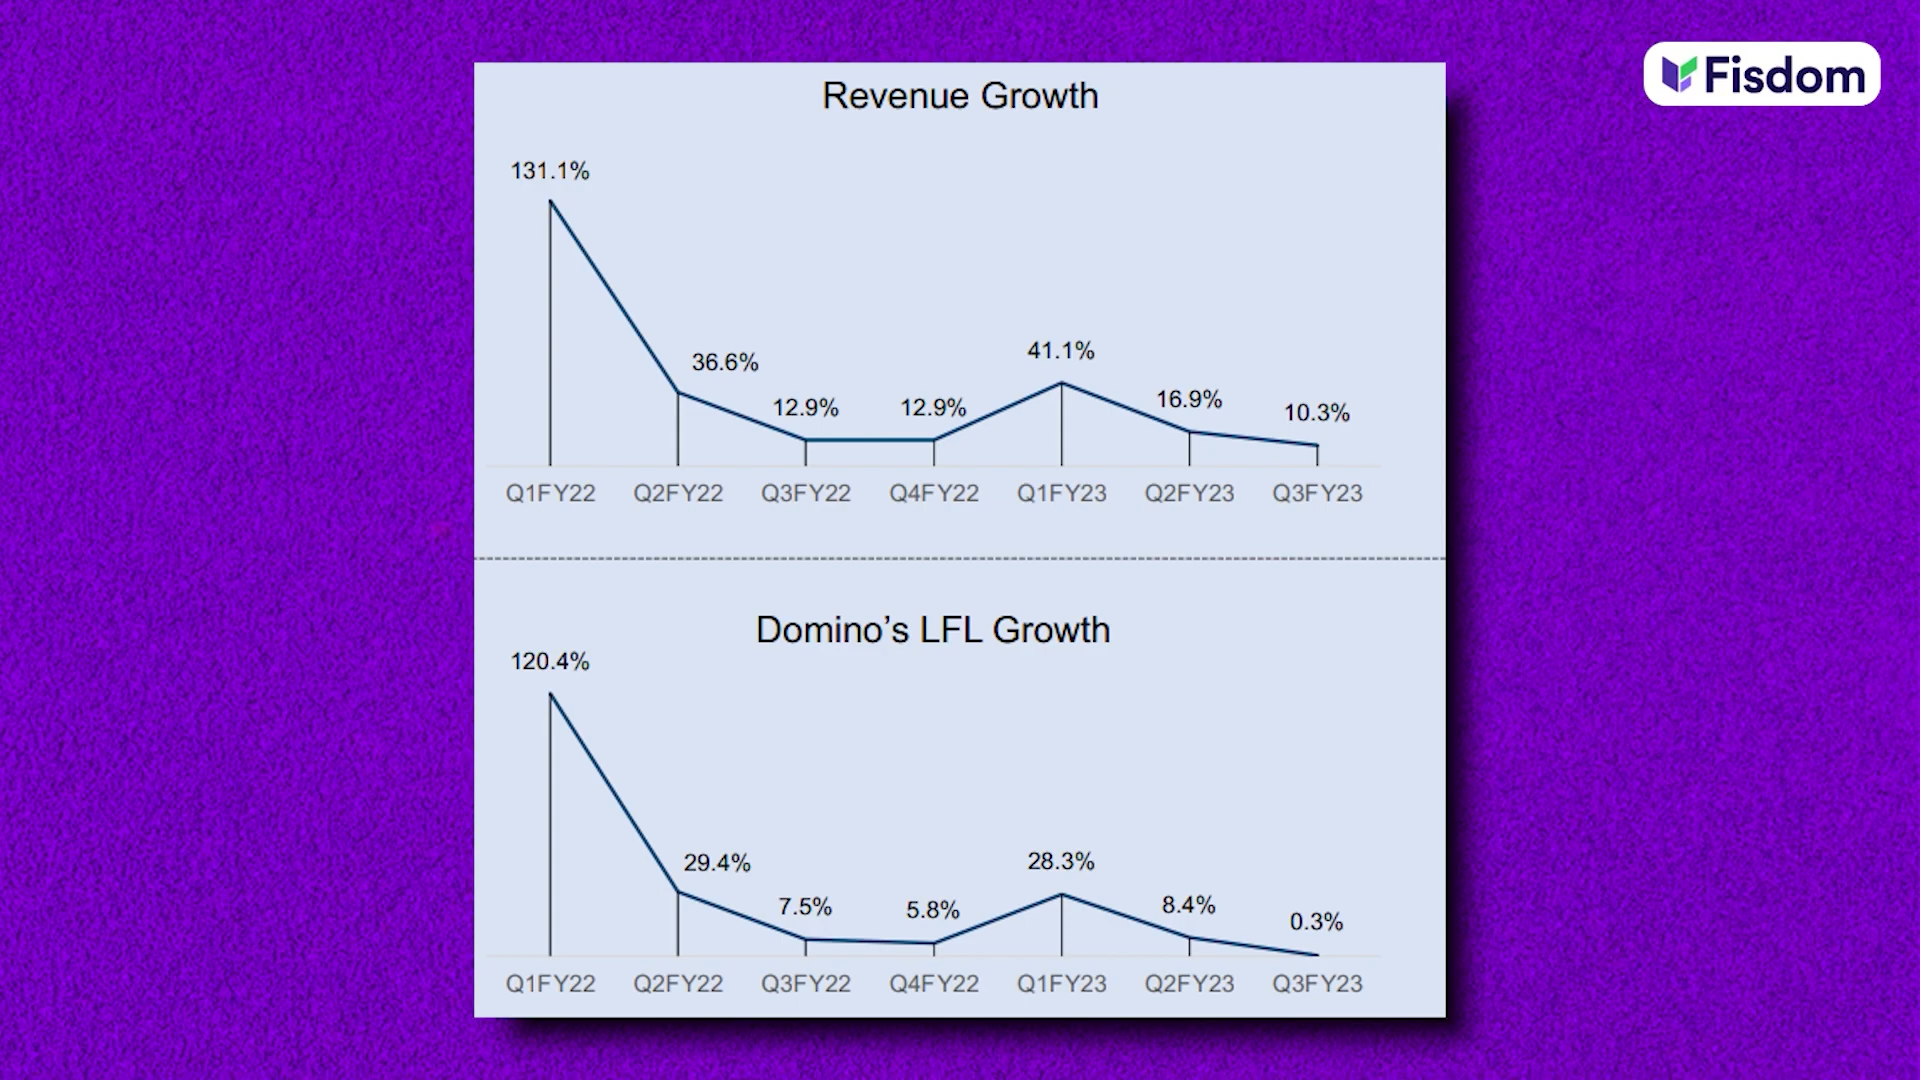 Fisdom
Revenue Growth
131.1%
36.6%
12.9%
12.9%
41.1%
16.9%
10.3%
Q1FY22 Q2FY22 Q3FY22 Q4FY22 Q1FY23 Q2FY23 Q3FY23
Domino’s LFL Growth
120.4%
29.4%
7.5%
5.8%
28.3%
8.4%
0.3%
Q1FY22 Q2FY22 Q3FY22 Q4FY22 Q1FY23 Q2FY23 Q3FY23